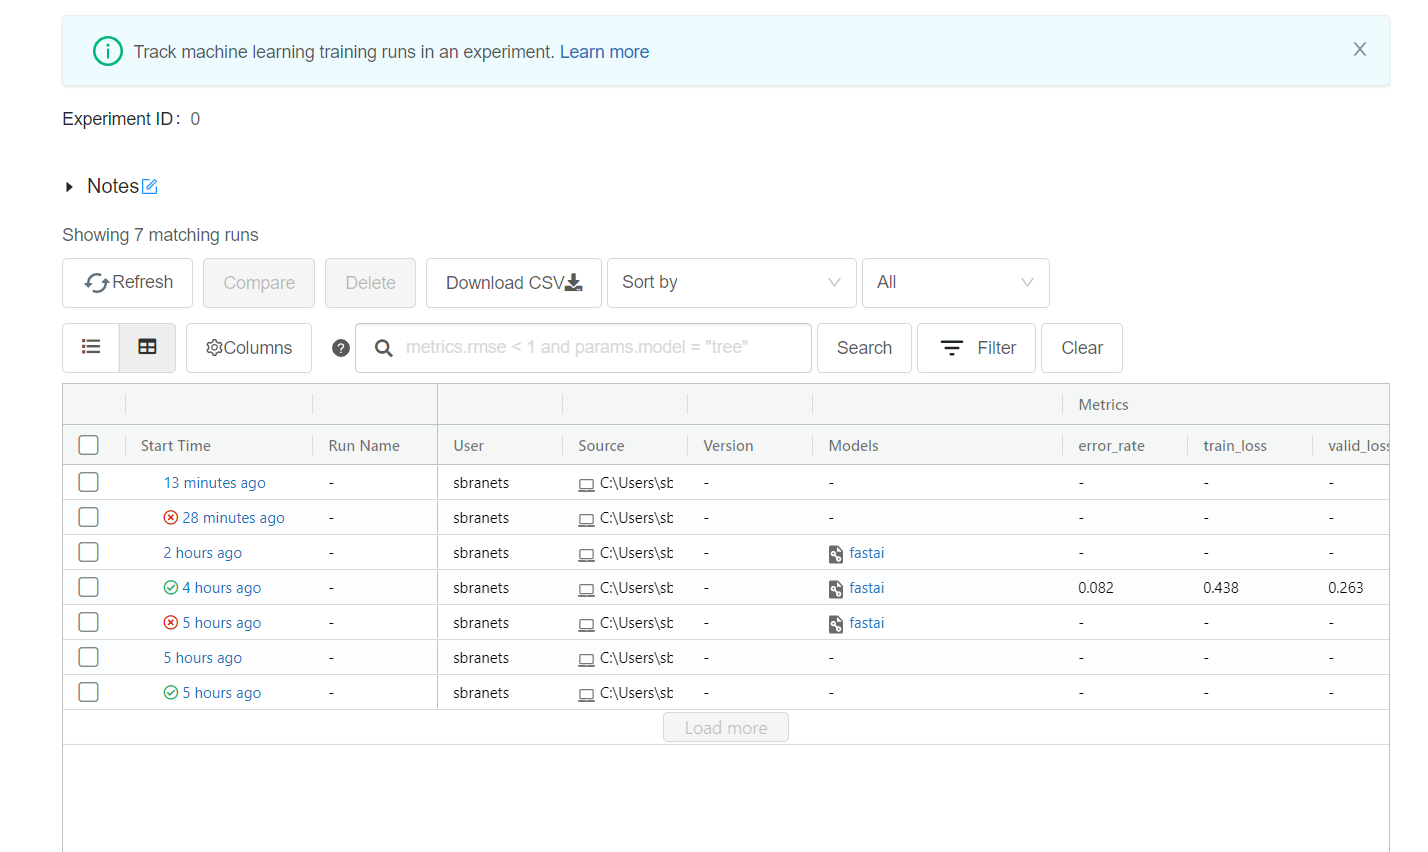 Track machine learning training runs in an experiment. Learn more
Experiment ID: 0
Notes
Showing 7 matching runs
Refresh Compare Delete Download CSV Sort by All
Columns metrics.rmse < 1 and params.model = "tree" Search Filter Clear
Metrics
Start Time Run Name User Source Version Models error_rate train_loss valid_los
13 minutes ago - sbranets C:\Users\sb - - - - -
28 minutes ago - sbranets C:\Users\sb - - - - -
2 hours ago - sbranets C:\Users\sb - fastai - - -
4 hours ago - sbranets C:\Users\sb - fastai 0.082 0.438 0.263
5 hours ago - sbranets C:\Users\sb - fastai - - -
5 hours ago - sbranets C:\Users\sb - - - - -
5 hours ago - sbranets C:\Users\sb - - - - -
Load more